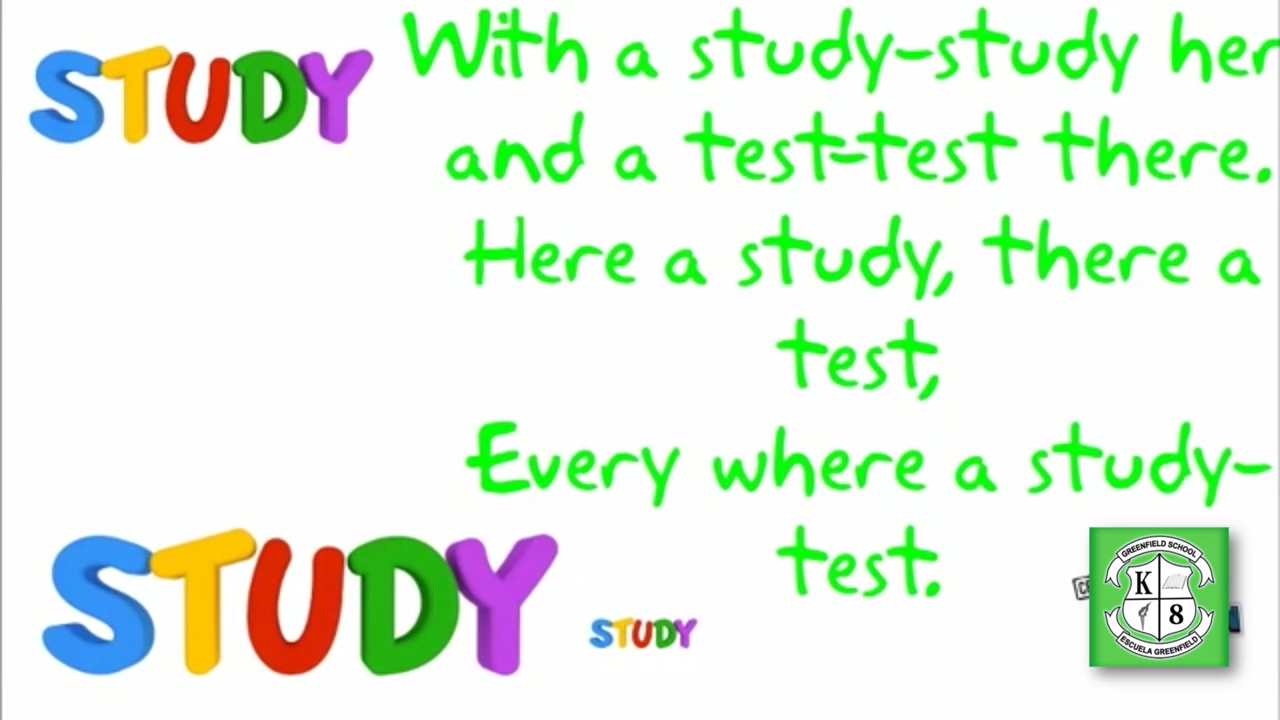 STUDY
With a study-study her
and a test-test there.
Here a study, there a
test,
Every where a study-
test.
STUDY
STUDY
GREENFIELD SCHOOL
K
8
ESCUELA GREENFIELD